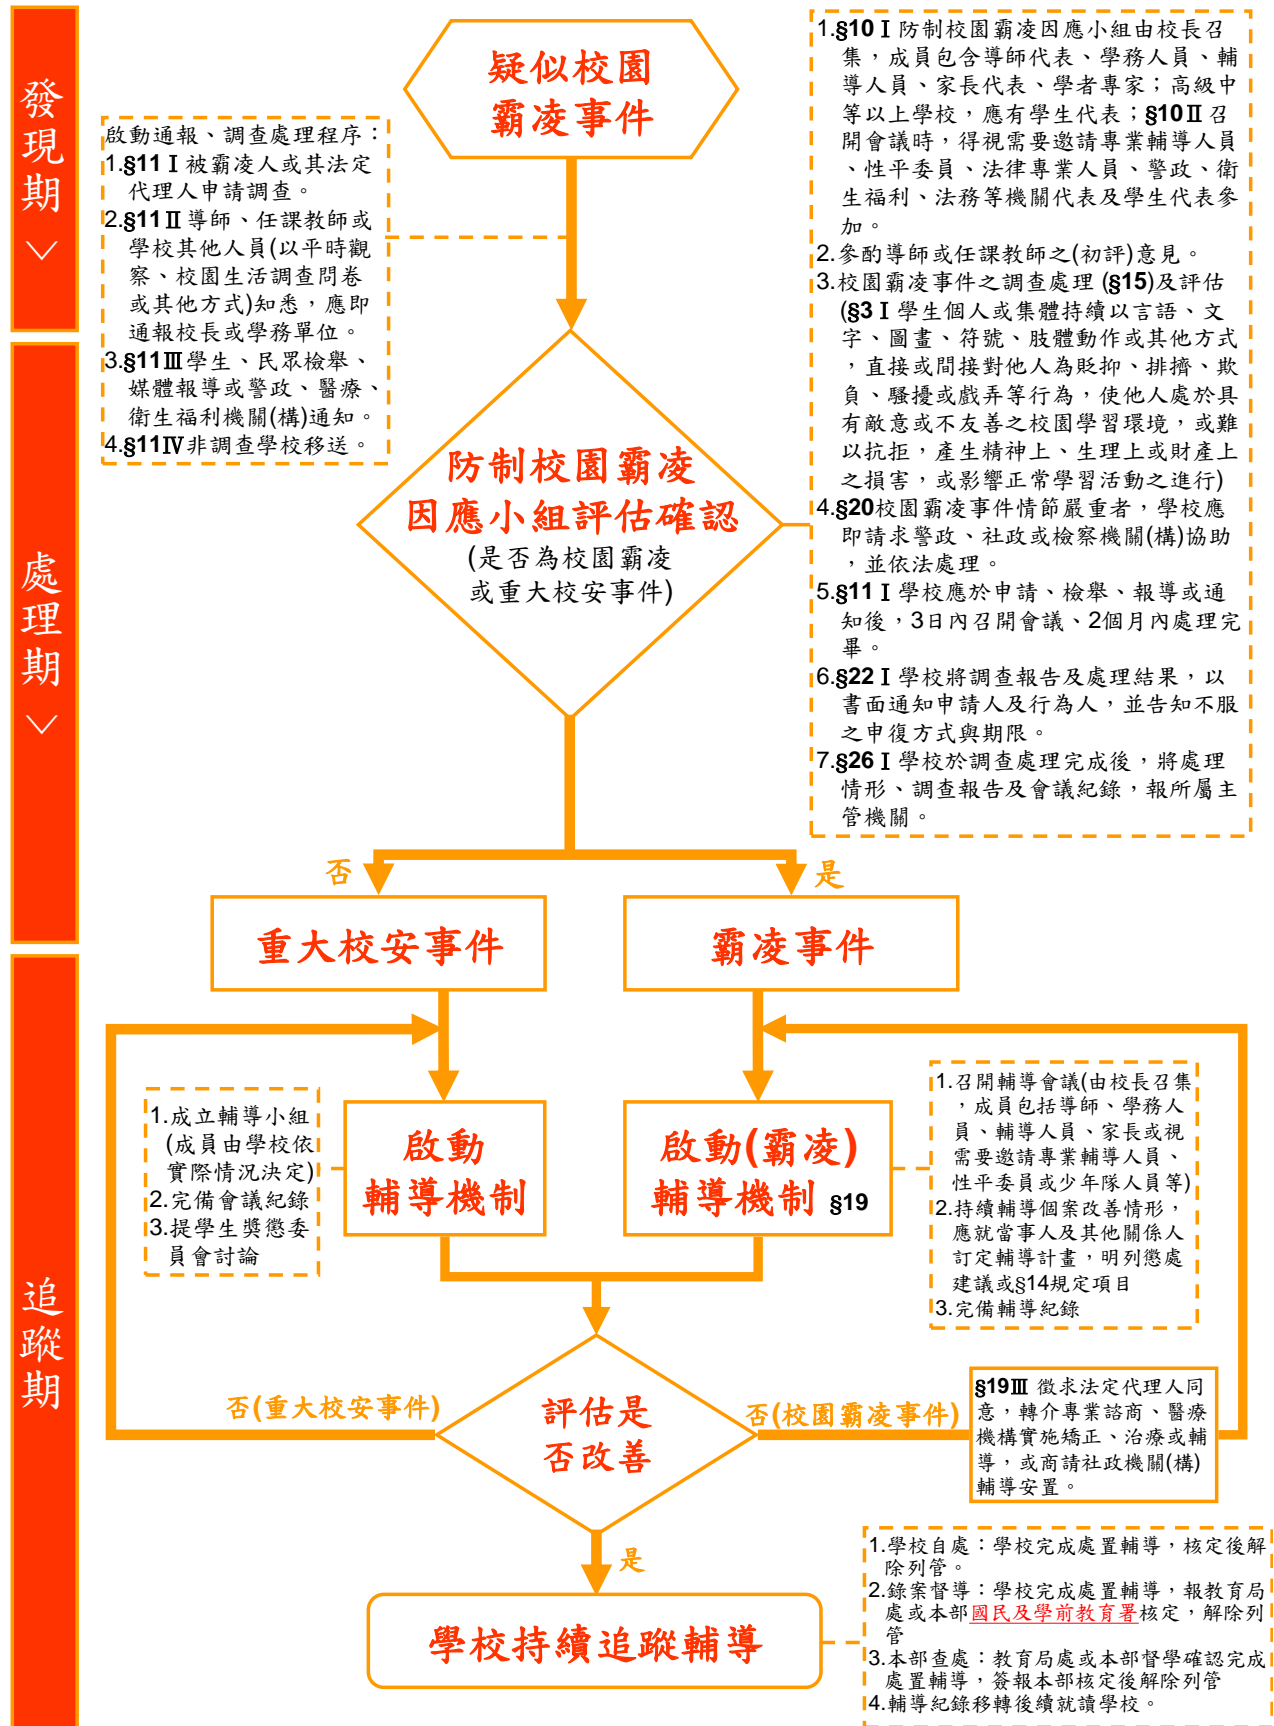 發現期
疑似校園
霸凌事件
啟動通報、調查處理程序：
1.§11Ⅰ被霸凌人或其法定
代理人申請調查。
2.§11Ⅱ導師、任課教師或
學校其他人員(以平時觀
察、校園生活調查問卷
或其他方式)知悉，應即
通報校長或學務單位。
3.§11Ⅲ學生、民眾檢舉、
媒體報導或警政、醫療、
衛生福利機關(構)通知。
4.§11Ⅳ非調查學校移送。
1.§10Ⅰ防制校園霸凌因應小組由校長召
集，成員包含導師代表、學務人員、輔
導人員、家長代表、學者專家；高級中
等以上學校，應有學生代表；§10Ⅱ召
開會議時，得視需要邀請專業輔導人員
、性平委員、法律專業人員、警政、衛
生福利、法務等機關代表及學生代表參
加。
2.參酌導師或任課教師之(初評)意見。
3.校園霸凌事件之調查處理 (§15)及評估
(§3Ⅰ學生個人或集體持續以言語、文
字、圖畫、符號、肢體動作或其他方式
，直接或間接對他人為貶抑、排擠、欺
負、騷擾或戲弄等行為，使他人處於具
有敵意或不友善之校園學習環境，或難
以抗拒，產生精神上、生理上或財產上
之損害，或影響正常學習活動之進行)
4.§20校園霸凌事件情節嚴重者，學校應
即請求警政、社政或檢察機關(構)協助
，並依法處理。
5.§11Ⅰ學校應於申請、檢舉、報導或通
知後，3日內召開會議、2個月內處理完
畢。
6.§22Ⅰ學校將調查報告及處理結果，以
書面通知申請人及行為人，並告知不服
之申復方式與期限。
7.§26Ⅰ學校於調查處理完成後，將處理
情形、調查報告及會議紀錄，報所屬主
管機關。
處理期
防制校園霸凌
因應小組評估確認
(是否為校園霸凌
或重大校安事件)
否
是
重大校安事件
霸凌事件
追蹤期
1.成立輔導小組
(成員由學校依
實際情況決定)
2.完備會議紀錄
3.提學生獎懲委
員會討論
啟動
輔導機制
啟動(霸凌)
輔導機制 §19
1.召開輔導會議(由校長召集
，成員包括導師、學務人
員、輔導人員、家長或視
需要邀請專業輔導人員、
性平委員或少年隊人員等)
2.持續輔導個案改善情形，
應就當事人及其他關係人
訂定輔導計畫，明列懲處
建議或§14規定項目
3.完備輔導紀錄
否(重大校安事件)
評估是
否改善
否(校園霸凌事件)
§19Ⅲ 徵求法定代理人同
意，轉介專業諮商、醫療
機構實施矯正、治療或輔
導，或商請社政機關(構)
輔導安置。
是
學校持續追蹤輔導
1.學校自處：學校完成處置輔導，核定後解
除列管。
2.錄案督導：學校完成處置輔導，報教育局
處或本部國民及學前教育署核定，解除列
管
3.本部查處：教育局處或本部督學確認完成
處置輔導，簽報本部核定後解除列管
4.輔導紀錄移轉後續就讀學校。